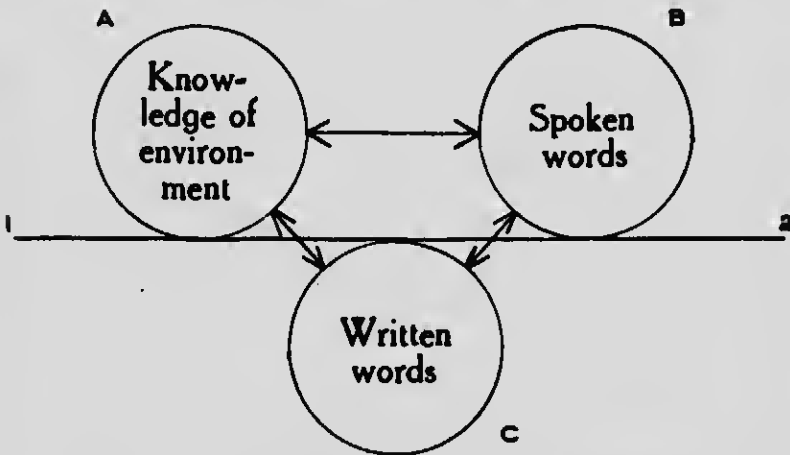 A
B
Know-
ledge of
environ-
ment
Spoken
words
1
2
Written
words
C